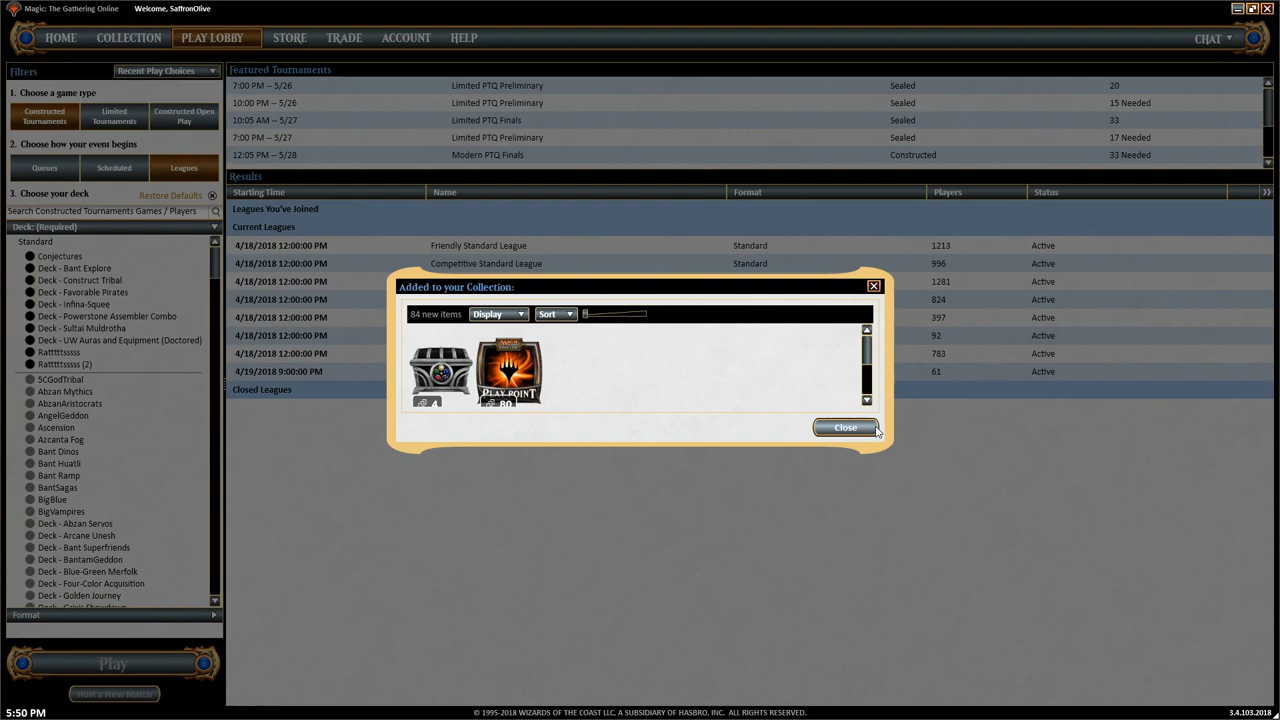 Magic: The Gathering Online Welcome, SaffronOlive
HOME COLLECTION PLAY LOBBY STORE TRADE ACCOUNT HELP CHAT
Filters Recent Play Choices
1. Choose a game type
Constructed Tournaments
Limited Tournaments
Constructed Open Play
2. Choose how your event begins
Queues Scheduled Leagues
3. Choose your deck Restore Defaults
Search Constructed Tournaments Games / Players
Deck: (Required)
Standard
Conjectures
Deck - Bant Explore
Deck - Construct Tribal
Deck - Favorable Pirates
Deck - Infina-Squee
Deck - Powerstone Assembler Combo
Deck - Sultai Muldrotha
Deck - UW Auras and Equipment (Doctored)
Ratttttsssss
Ratttttsssss (2)
5CGodTribal
Abzan Mythics
AbzanAristocrats
AngelGeddon
Ascension
Azcanta Fog
Bant Dinos
Bant Huatli
Bant Ramp
BantSagas
BigBlue
BigVampires
Deck - Abzan Servos
Deck - Arcane Unesh
Deck - Bant Superfriends
Deck - BantamGeddon
Deck - Blue-Green Merfolk
Deck - Four-Color Acquisition
Deck - Golden Journey
Format
Play
Host a New Match
5:50 PM
Featured Tournaments
7:00 PM -- 5/26 Limited PTQ Preliminary Sealed 20
10:00 PM -- 5/26 Limited PTQ Preliminary Sealed 15 Needed
10:05 AM -- 5/27 Limited PTQ Finals Sealed 33
7:00 PM -- 5/27 Limited PTQ Preliminary Sealed 17 Needed
12:05 PM -- 5/28 Modern PTQ Finals Constructed 33 Needed
Results
Starting Time Name Format Players Status
Leagues You've Joined
Current Leagues
4/18/2018 12:00:00 PM Friendly Standard League Standard 1213 Active
4/18/2018 12:00:00 PM Competitive Standard League Standard 996 Active
4/18/2018 12:00:00 PM 1281 Active
4/18/2018 12:00:00 PM 824 Active
4/18/2018 12:00:00 PM 397 Active
4/18/2018 12:00:00 PM 92 Active
4/18/2018 12:00:00 PM 783 Active
4/19/2018 9:00:00 PM 61 Active
Closed Leagues
Added to your Collection:
84 new items Display Sort
PLAY POINT
4 80
Close
© 1995-2018 WIZARDS OF THE COAST LLC, A SUBSIDIARY OF HASBRO, INC. ALL RIGHTS RESERVED.
3.4.103.2018